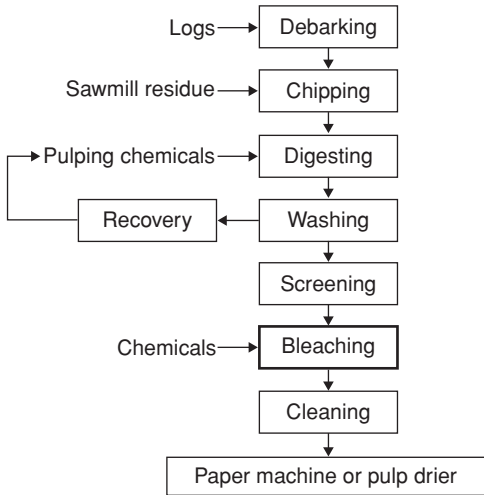 Logs
Debarking
Sawmill residue
Chipping
Pulping chemicals
Digesting
Recovery
Washing
Screening
Chemicals
Bleaching
Cleaning
Paper machine or pulp drier